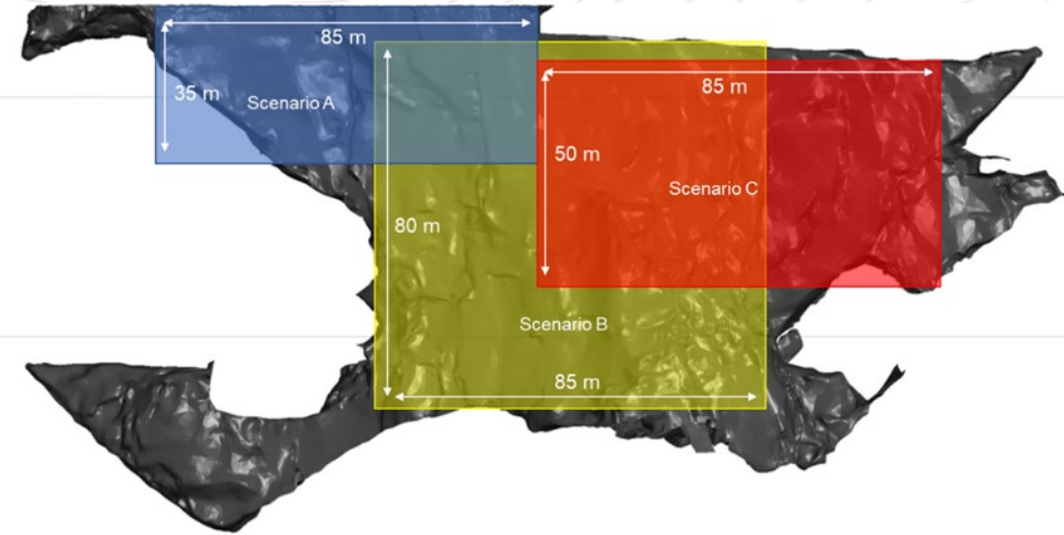 85 m
35 m
Scenario A
85 m
50 m
Scenario C
80 m
Scenario B
85 m